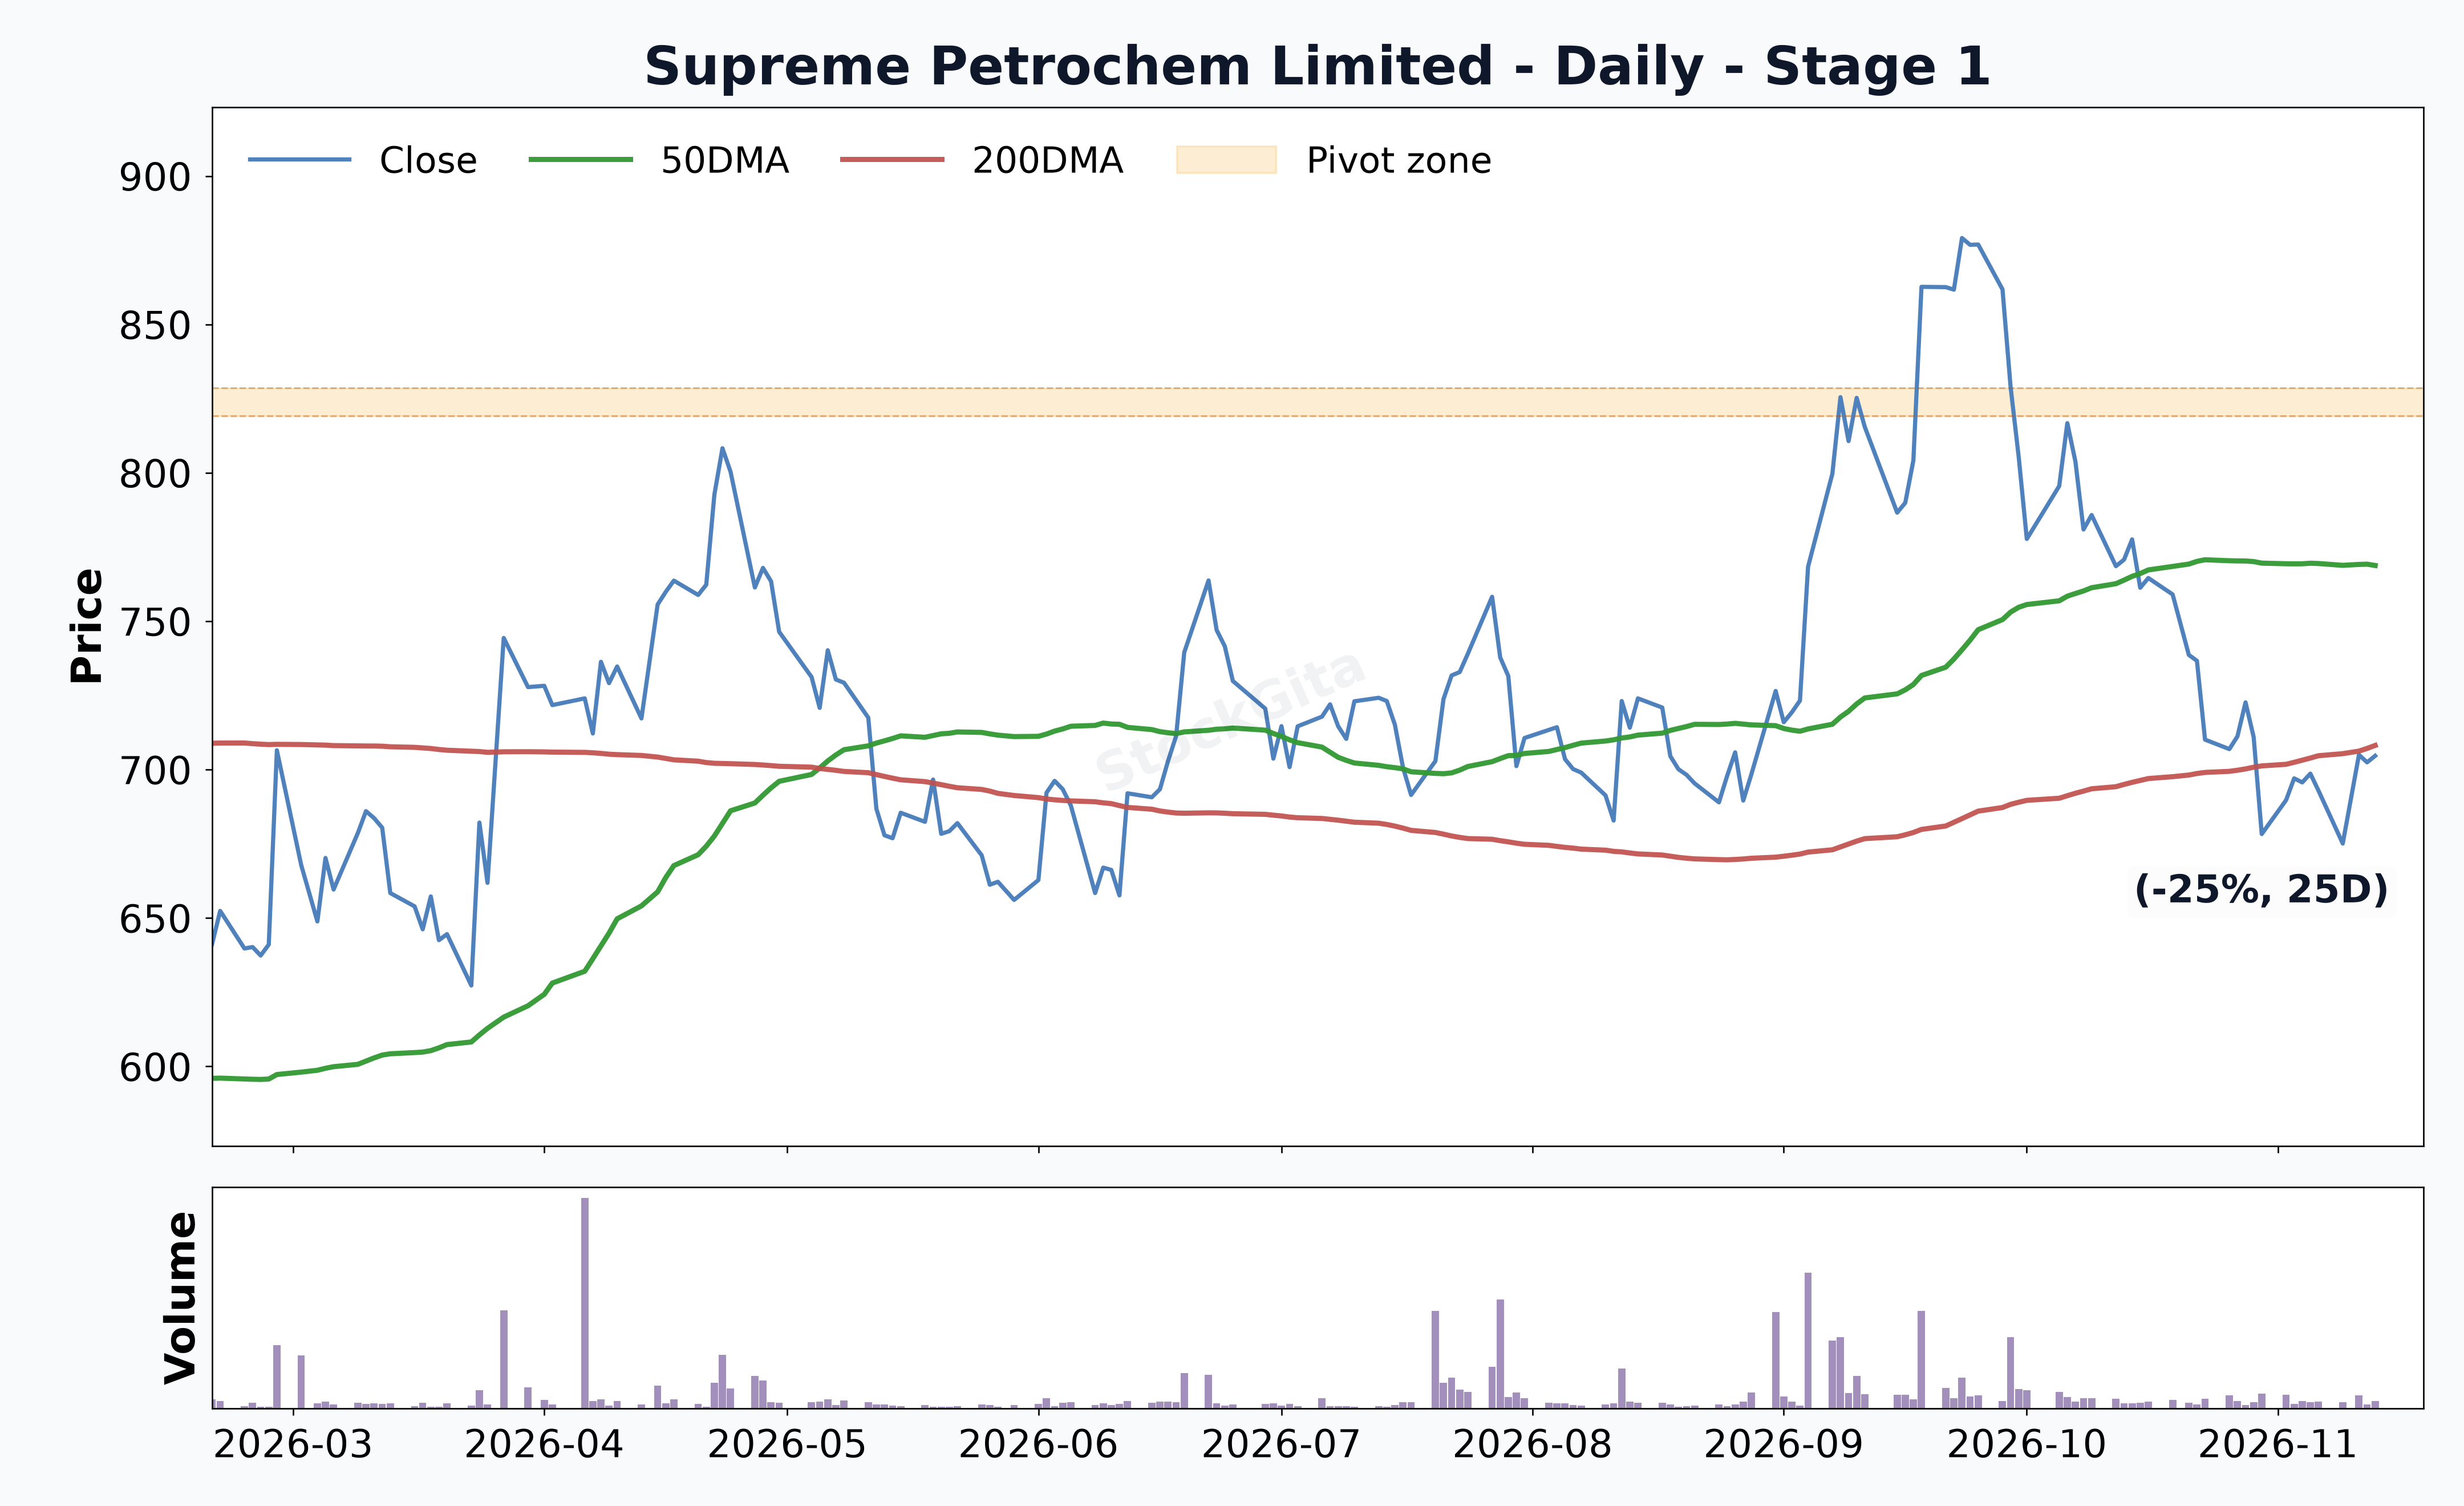 Supreme Petrochem Limited - Daily - Stage 1
Close 50DMA 200DMA Pivot zone
900
850
800
750
700
650
600
Price
StockGita
(-25%, 25D)
Volume
2026-03 2026-04 2026-05 2026-06 2026-07 2026-08 2026-09 2026-10 2026-11